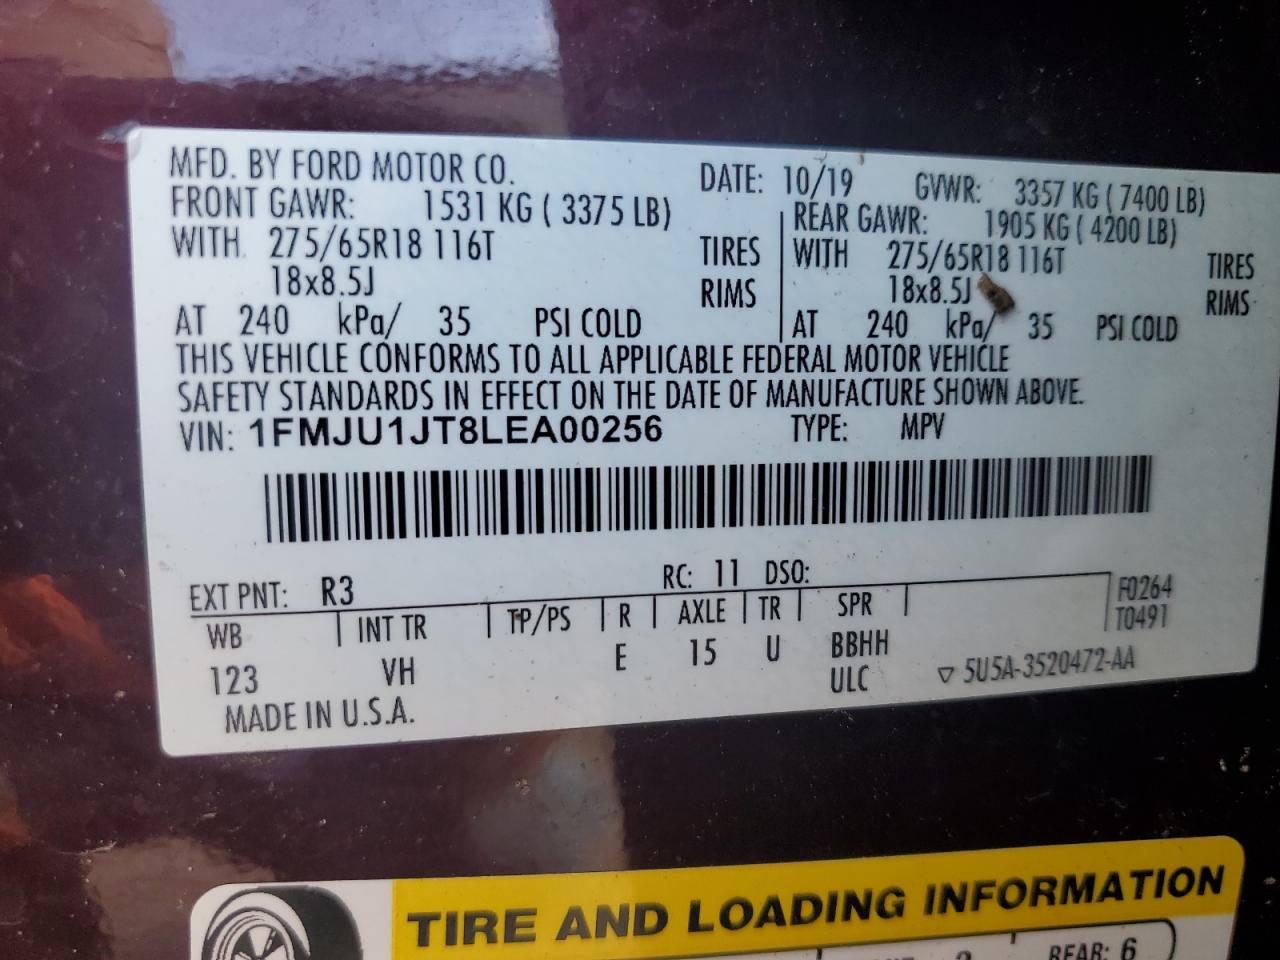 MFD. BY FORD MOTOR CO. DATE: 10/19 GVWR: 3357 KG ( 7400 LB)
FRONT GAWR: 1531 KG ( 3375 LB) REAR GAWR: 1905 KG ( 4200 LB)
WITH 275/65R18 116T TIRES WITH 275/65R18 116T TIRES
18x8.5J RIMS 18x8.5J RIMS
AT 240 kPa/ 35 PSI COLD AT 240 kPa/ 35 PSI COLD
THIS VEHICLE CONFORMS TO ALL APPLICABLE FEDERAL MOTOR VEHICLE
SAFETY STANDARDS IN EFFECT ON THE DATE OF MANUFACTURE SHOWN ABOVE.
VIN: 1FMJU1JT8LEA00256 TYPE: MPV
EXT PNT: R3 RC: 11 DSO: F0264
WB INT TR TP/PS R AXLE TR SPR T0491
123 VH E 15 U BBHH
ULC ▽ 5U5A-3520472-AA
MADE IN U.S.A.
TIRE AND LOADING INFORMATION
REAR: 6